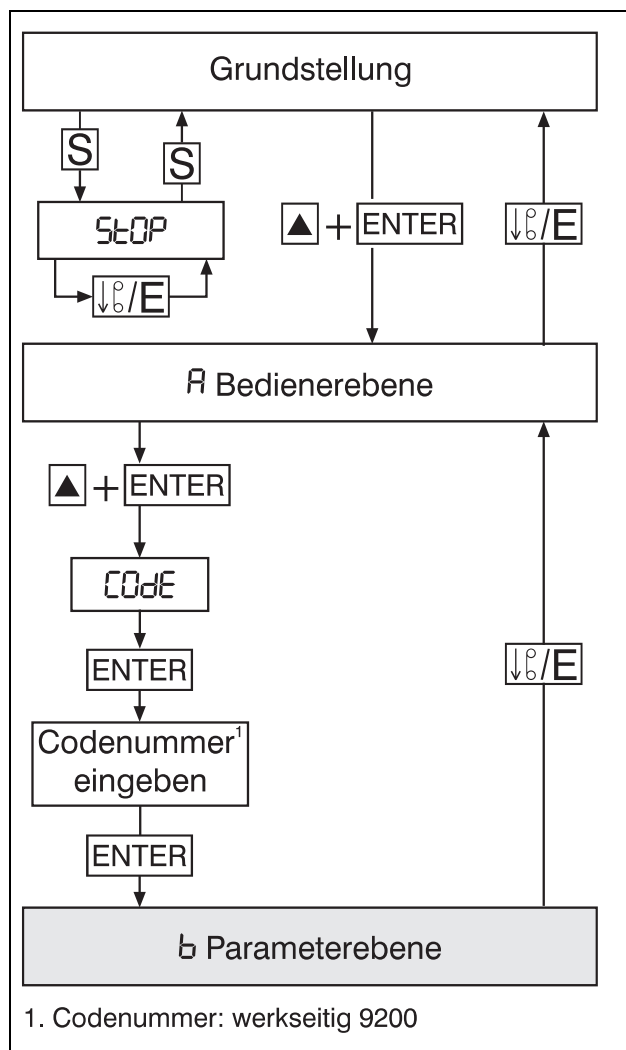 Grundstellung
S
S
StOP
▲ + ENTER
↓/E
↓/E
A Bedienerebene
▲ + ENTER
COdE
ENTER
↓/E
Codenummer¹
eingeben
ENTER
b Parameterebene
1. Codenummer: werkseitig 9200